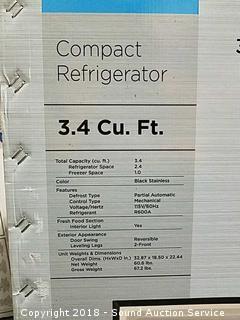 Compact
Refrigerator
3.4 Cu. Ft.
Total Capacity (cu. ft.) 3.4
Refrigerator Space 2.4
Freezer Space 1.0
Color Black Stainless
Features
Defrost Type Partial Automatic
Control Type Mechanical
Voltage/Hertz 115V/60Hz
Refrigerant R600A
Fresh Food Section
Interior Light Yes
Exterior Appearance
Door Swing Reversible
Leveling Legs 2-Front
Unit Weights & Dimensions
Overall Dims. (HxWxD in.) 32.87 x 18.50 x 22.44
Net Weight 60.6 lbs.
Gross Weight 67.2 lbs.
Copyright 2018 - Sound Auction Service